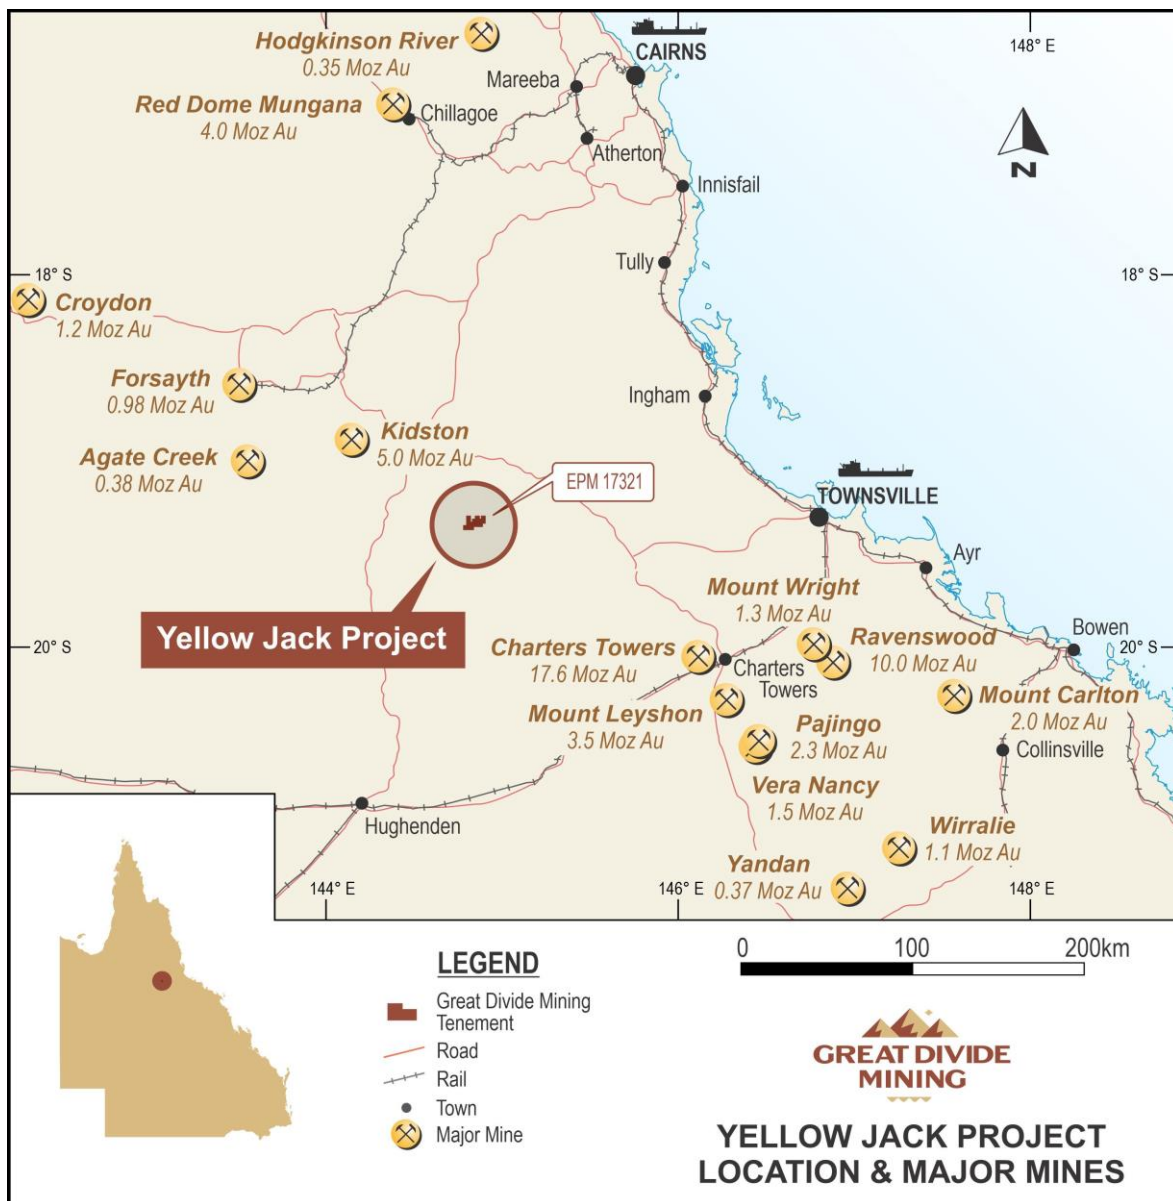 Hodgkinson River
0.35 Moz Au
CAIRNS
148° E
Mareeba
Red Dome Mungana
4.0 Moz Au
Chillagoe
Atherton
N
Innisfail
Tully
18° S
18° S
Croydon
1.2 Moz Au
Forsayth
0.98 Moz Au
Ingham
Kidston
5.0 Moz Au
Agate Creek
0.38 Moz Au
EPM 17321
TOWNSVILLE
Ayr
Mount Wright
1.3 Moz Au
Yellow Jack Project
20° S
20° S
Bowen
Ravenswood
10.0 Moz Au
Charters Towers
17.6 Moz Au
Charters
Towers
Mount Carlton
2.0 Moz Au
Mount Leyshon
3.5 Moz Au
Pajingo
2.3 Moz Au
Collinsville
Vera Nancy
1.5 Moz Au
Hughenden
Wirralie
1.1 Moz Au
Yandan
0.37 Moz Au
144° E
146° E
148° E
0 100 200km
LEGEND
Great Divide Mining
Tenement
Road
Rail
Town
Major Mine
GREAT DIVIDE
MINING
YELLOW JACK PROJECT
LOCATION & MAJOR MINES